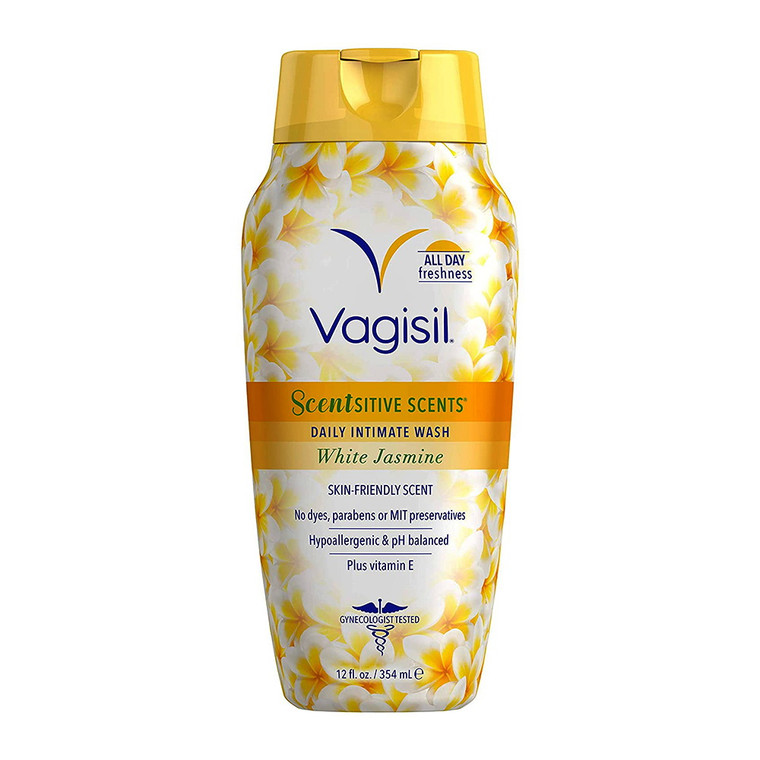 ALL DAY
freshness
Vagisil®
ScentSITIVE SCENTS®
DAILY INTIMATE WASH
White Jasmine
SKIN-FRIENDLY SCENT
No dyes, parabens or MIT preservatives
Hypoallergenic & pH balanced
Plus vitamin E
GYNECOLOGIST TESTED
12 fl. oz. / 354 mL ℮